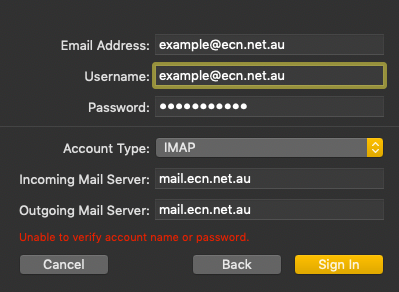 Email Address: example@ecn.net.au
Username: example@ecn.net.au
Password: ●●●●●●●●●●●
Account Type: IMAP
Incoming Mail Server: mail.ecn.net.au
Outgoing Mail Server: mail.ecn.net.au
Unable to verify account name or password.
Cancel Back Sign In